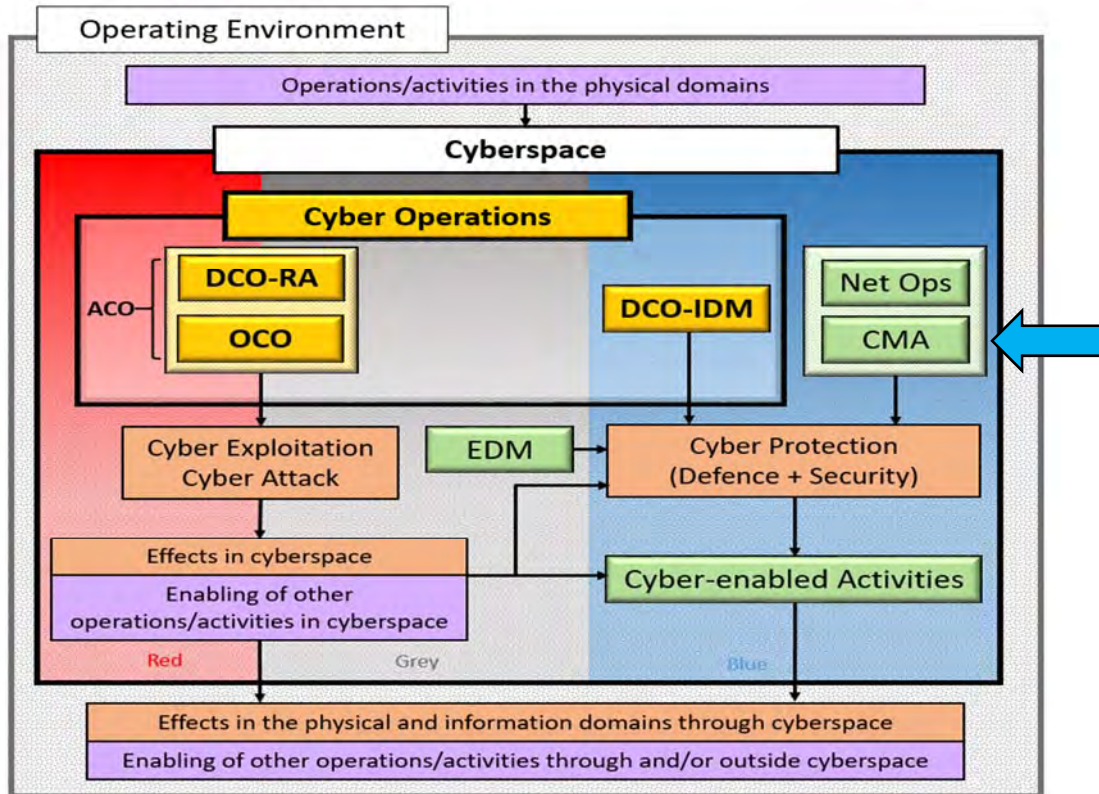 Operating Environment
Operations/activities in the physical domains
Cyberspace
Cyber Operations
ACO
DCO-RA
OCO
DCO-IDM
Net Ops
CMA
Cyber Exploitation
Cyber Attack
EDM
Cyber Protection
(Defence + Security)
Effects in cyberspace
Enabling of other
operations/activities in cyberspace
Cyber-enabled Activities
Red
Grey
Blue
Effects in the physical and information domains through cyberspace
Enabling of other operations/activities through and/or outside cyberspace